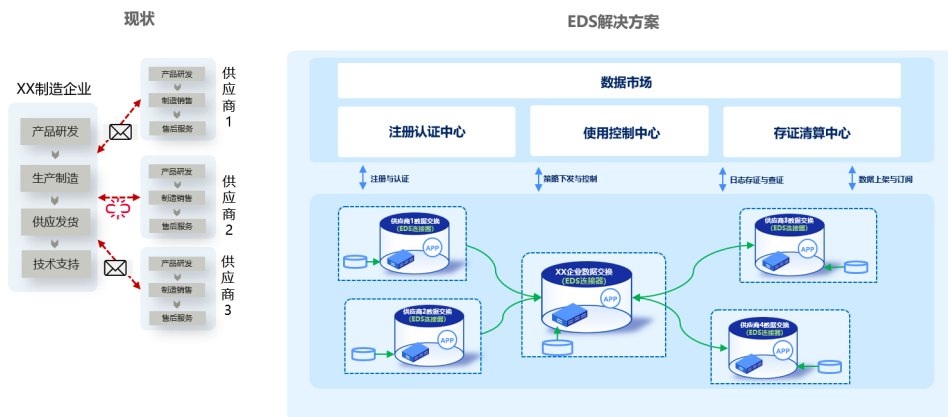 现状
XX制造企业
产品研发
生产制造
供应发货
技术支持
产品研发
制造销售
售后服务
供应商1
产品研发
制造销售
售后服务
供应商2
产品研发
制造销售
售后服务
供应商3
EDS解决方案
数据市场
注册认证中心
使用控制中心
存证清算中心
注册与认证
策略下发与控制
日志存证与查证
数据上架与订阅
供应商1数据交换
(EDS连接器)
APP
供应商2数据交换
(EDS连接器)
APP
XX企业数据交换
(EDS连接器)
APP
供应商3数据交换
(EDS连接器)
APP
供应商4数据交换
(EDS连接器)
APP